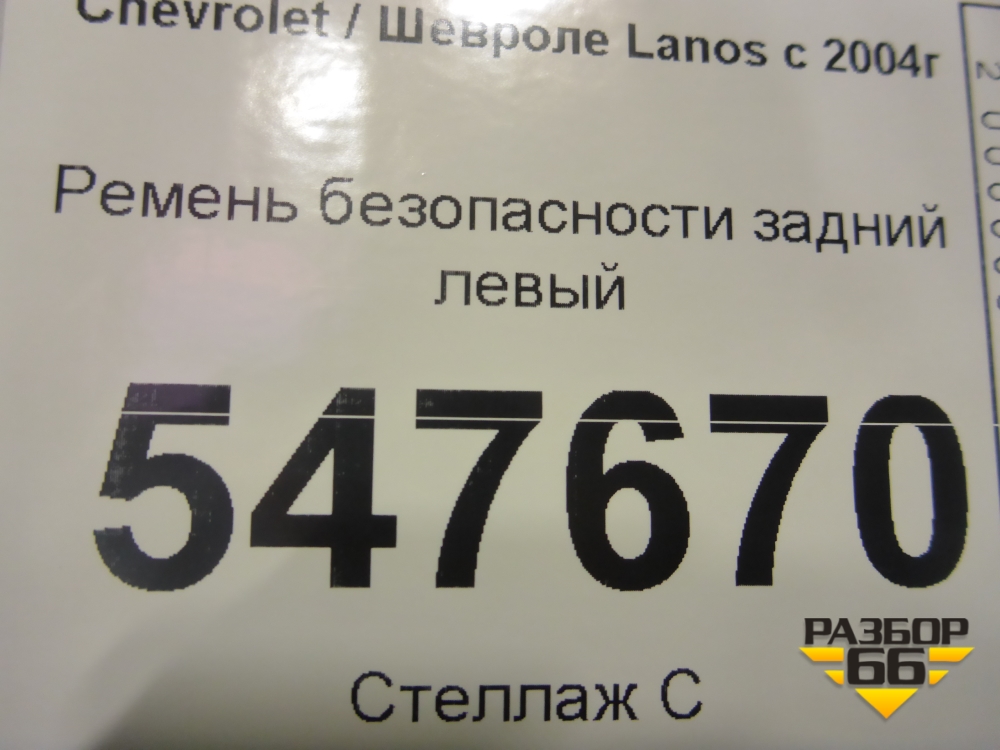 Chevrolet / Шевроле Lanos с 2004г
Ремень безопасности задний
левый
547670
Стеллаж С
РАЗБОР
66